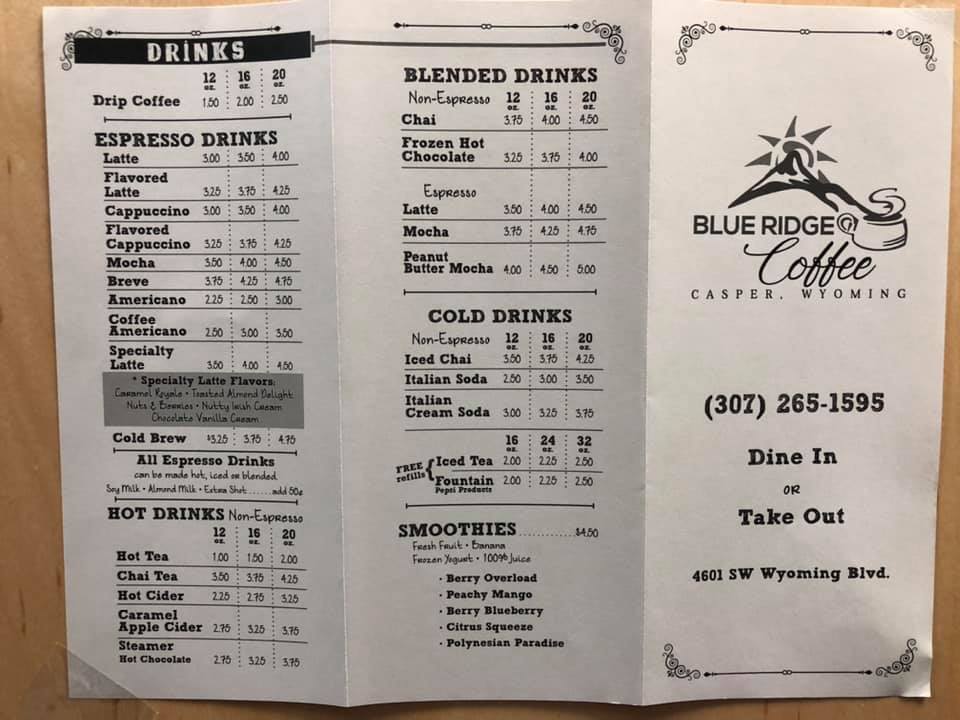 DRINKS
12 oz. 16 oz. 20 oz.
Drip Coffee 1.50 2.00 2.50
ESPRESSO DRINKS
Latte 3.00 3.50 4.00
Flavored
Latte 3.25 3.75 4.25
Cappuccino 3.00 3.50 4.00
Flavored
Cappuccino 3.25 3.75 4.25
Mocha 3.50 4.00 4.50
Breve 3.75 4.25 4.75
Americano 2.25 2.50 3.00
Coffee
Americano 2.50 3.00 3.50
Specialty
Latte 3.50 4.00 4.50
* Specialty Latte Flavors:
Caramel Royale • Toasted Almond Delight
Nuts & Berries • Nutty Irish Cream
Chocolate Vanilla Cream
Cold Brew $3.25 3.75 4.75
All Espresso Drinks
can be made hot, iced or blended
Soy Milk • Almond Milk • Extra Shot ......add 50¢
HOT DRINKS Non-Espresso
12 oz. 16 oz. 20 oz.
Hot Tea 1.00 1.50 2.00
Chai Tea 3.50 3.75 4.25
Hot Cider 2.25 2.75 3.25
Caramel
Apple Cider 2.75 3.25 3.75
Steamer
Hot Chocolate 2.75 3.25 3.75
BLENDED DRINKS
Non-Espresso 12 oz. 16 oz. 20 oz.
Chai 3.75 4.00 4.50
Frozen Hot
Chocolate 3.25 3.75 4.00
Espresso
Latte 3.50 4.00 4.50
Mocha 3.75 4.25 4.75
Peanut
Butter Mocha 4.00 4.50 5.00
COLD DRINKS
Non-Espresso 12 oz. 16 oz. 20 oz.
Iced Chai 3.50 3.75 4.25
Italian Soda 2.50 3.00 3.50
Italian
Cream Soda 3.00 3.25 3.75
16 oz. 24 oz. 32 oz.
FREE refills { Iced Tea 2.00 2.25 2.50
Fountain 2.00 2.25 2.50
Pepsi Products
SMOOTHIES ............ $4.50
Fresh Fruit • Banana
Frozen Yogurt • 100% Juice
• Berry Overload
• Peachy Mango
• Berry Blueberry
• Citrus Squeeze
• Polynesian Paradise
BLUE RIDGE
Coffee
CASPER, WYOMING
(307) 265-1595
Dine In
OR
Take Out
4601 SW Wyoming Blvd.